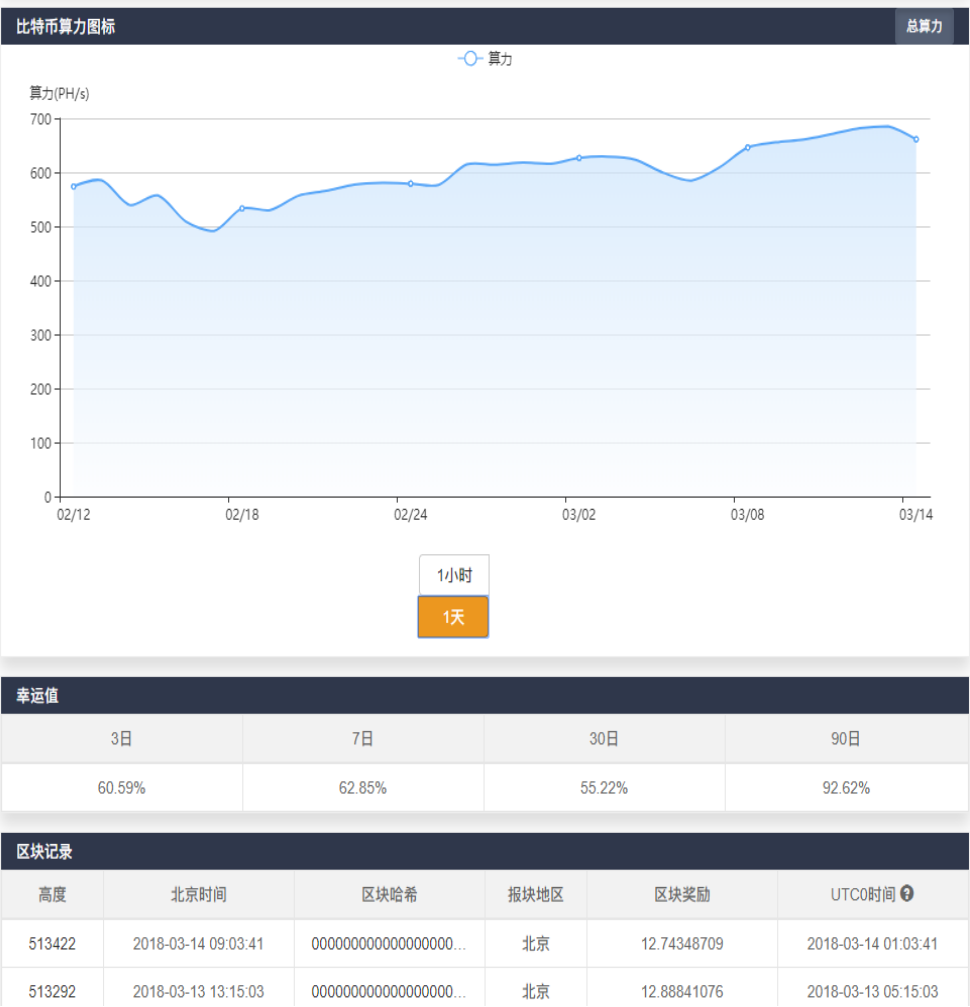 比特币算力图标 总算力
算力
算力(PH/s)
700
600
500
400
300
200
100
0
02/12 02/18 02/24 03/02 03/08 03/14
1小时
1天
幸运值
3日 7日 30日 90日
60.59% 62.85% 55.22% 92.62%
区块记录
高度 北京时间 区块哈希 报块地区 区块奖励 UTC0时间 ?
513422 2018-03-14 09:03:41 000000000000000000... 北京 12.74348709 2018-03-14 01:03:41
513292 2018-03-13 13:15:03 000000000000000000... 北京 12.88841076 2018-03-13 05:15:03